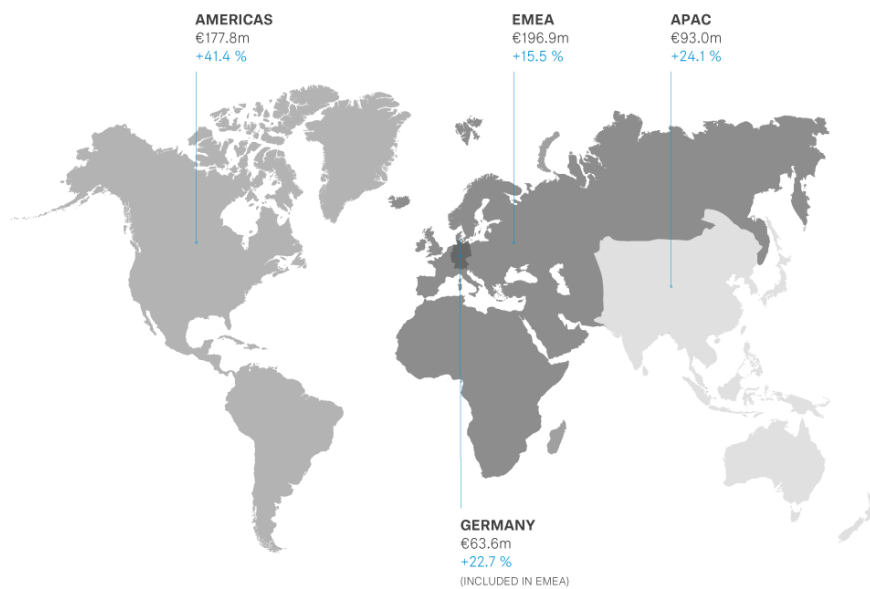 AMERICAS
€177.8m
+41.4 %
EMEA
€196.9m
+15.5 %
APAC
€93.0m
+24.1 %
GERMANY
€63.6m
+22.7 %
(INCLUDED IN EMEA)